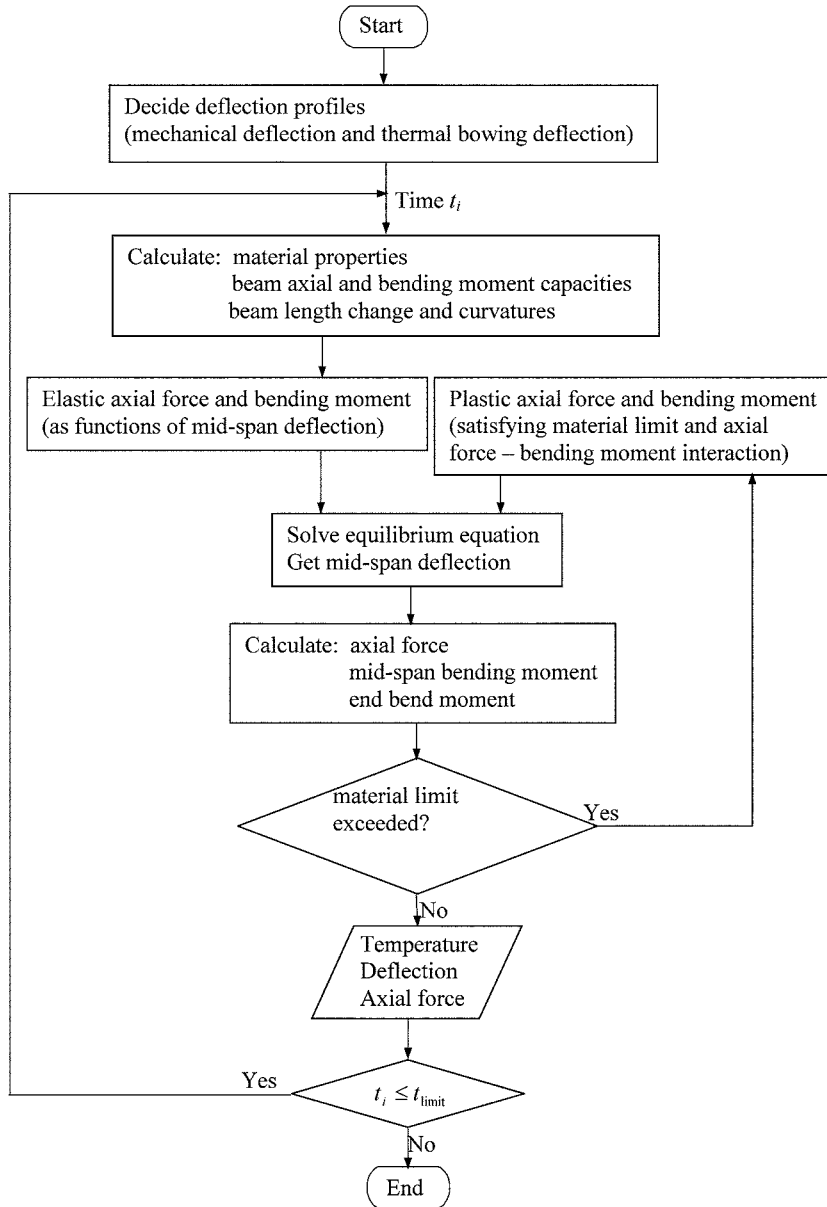 Start
Decide deflection profiles
(mechanical deflection and thermal bowing deflection)
Time t_i
Calculate: material properties
beam axial and bending moment capacities
beam length change and curvatures
Elastic axial force and bending moment
(as functions of mid-span deflection)
Plastic axial force and bending moment
(satisfying material limit and axial
force – bending moment interaction)
Solve equilibrium equation
Get mid-span deflection
Calculate: axial force
mid-span bending moment
end bend moment
material limit
exceeded?
Yes
No
Temperature
Deflection
Axial force
Yes
t_i ≤ t_limit
No
End